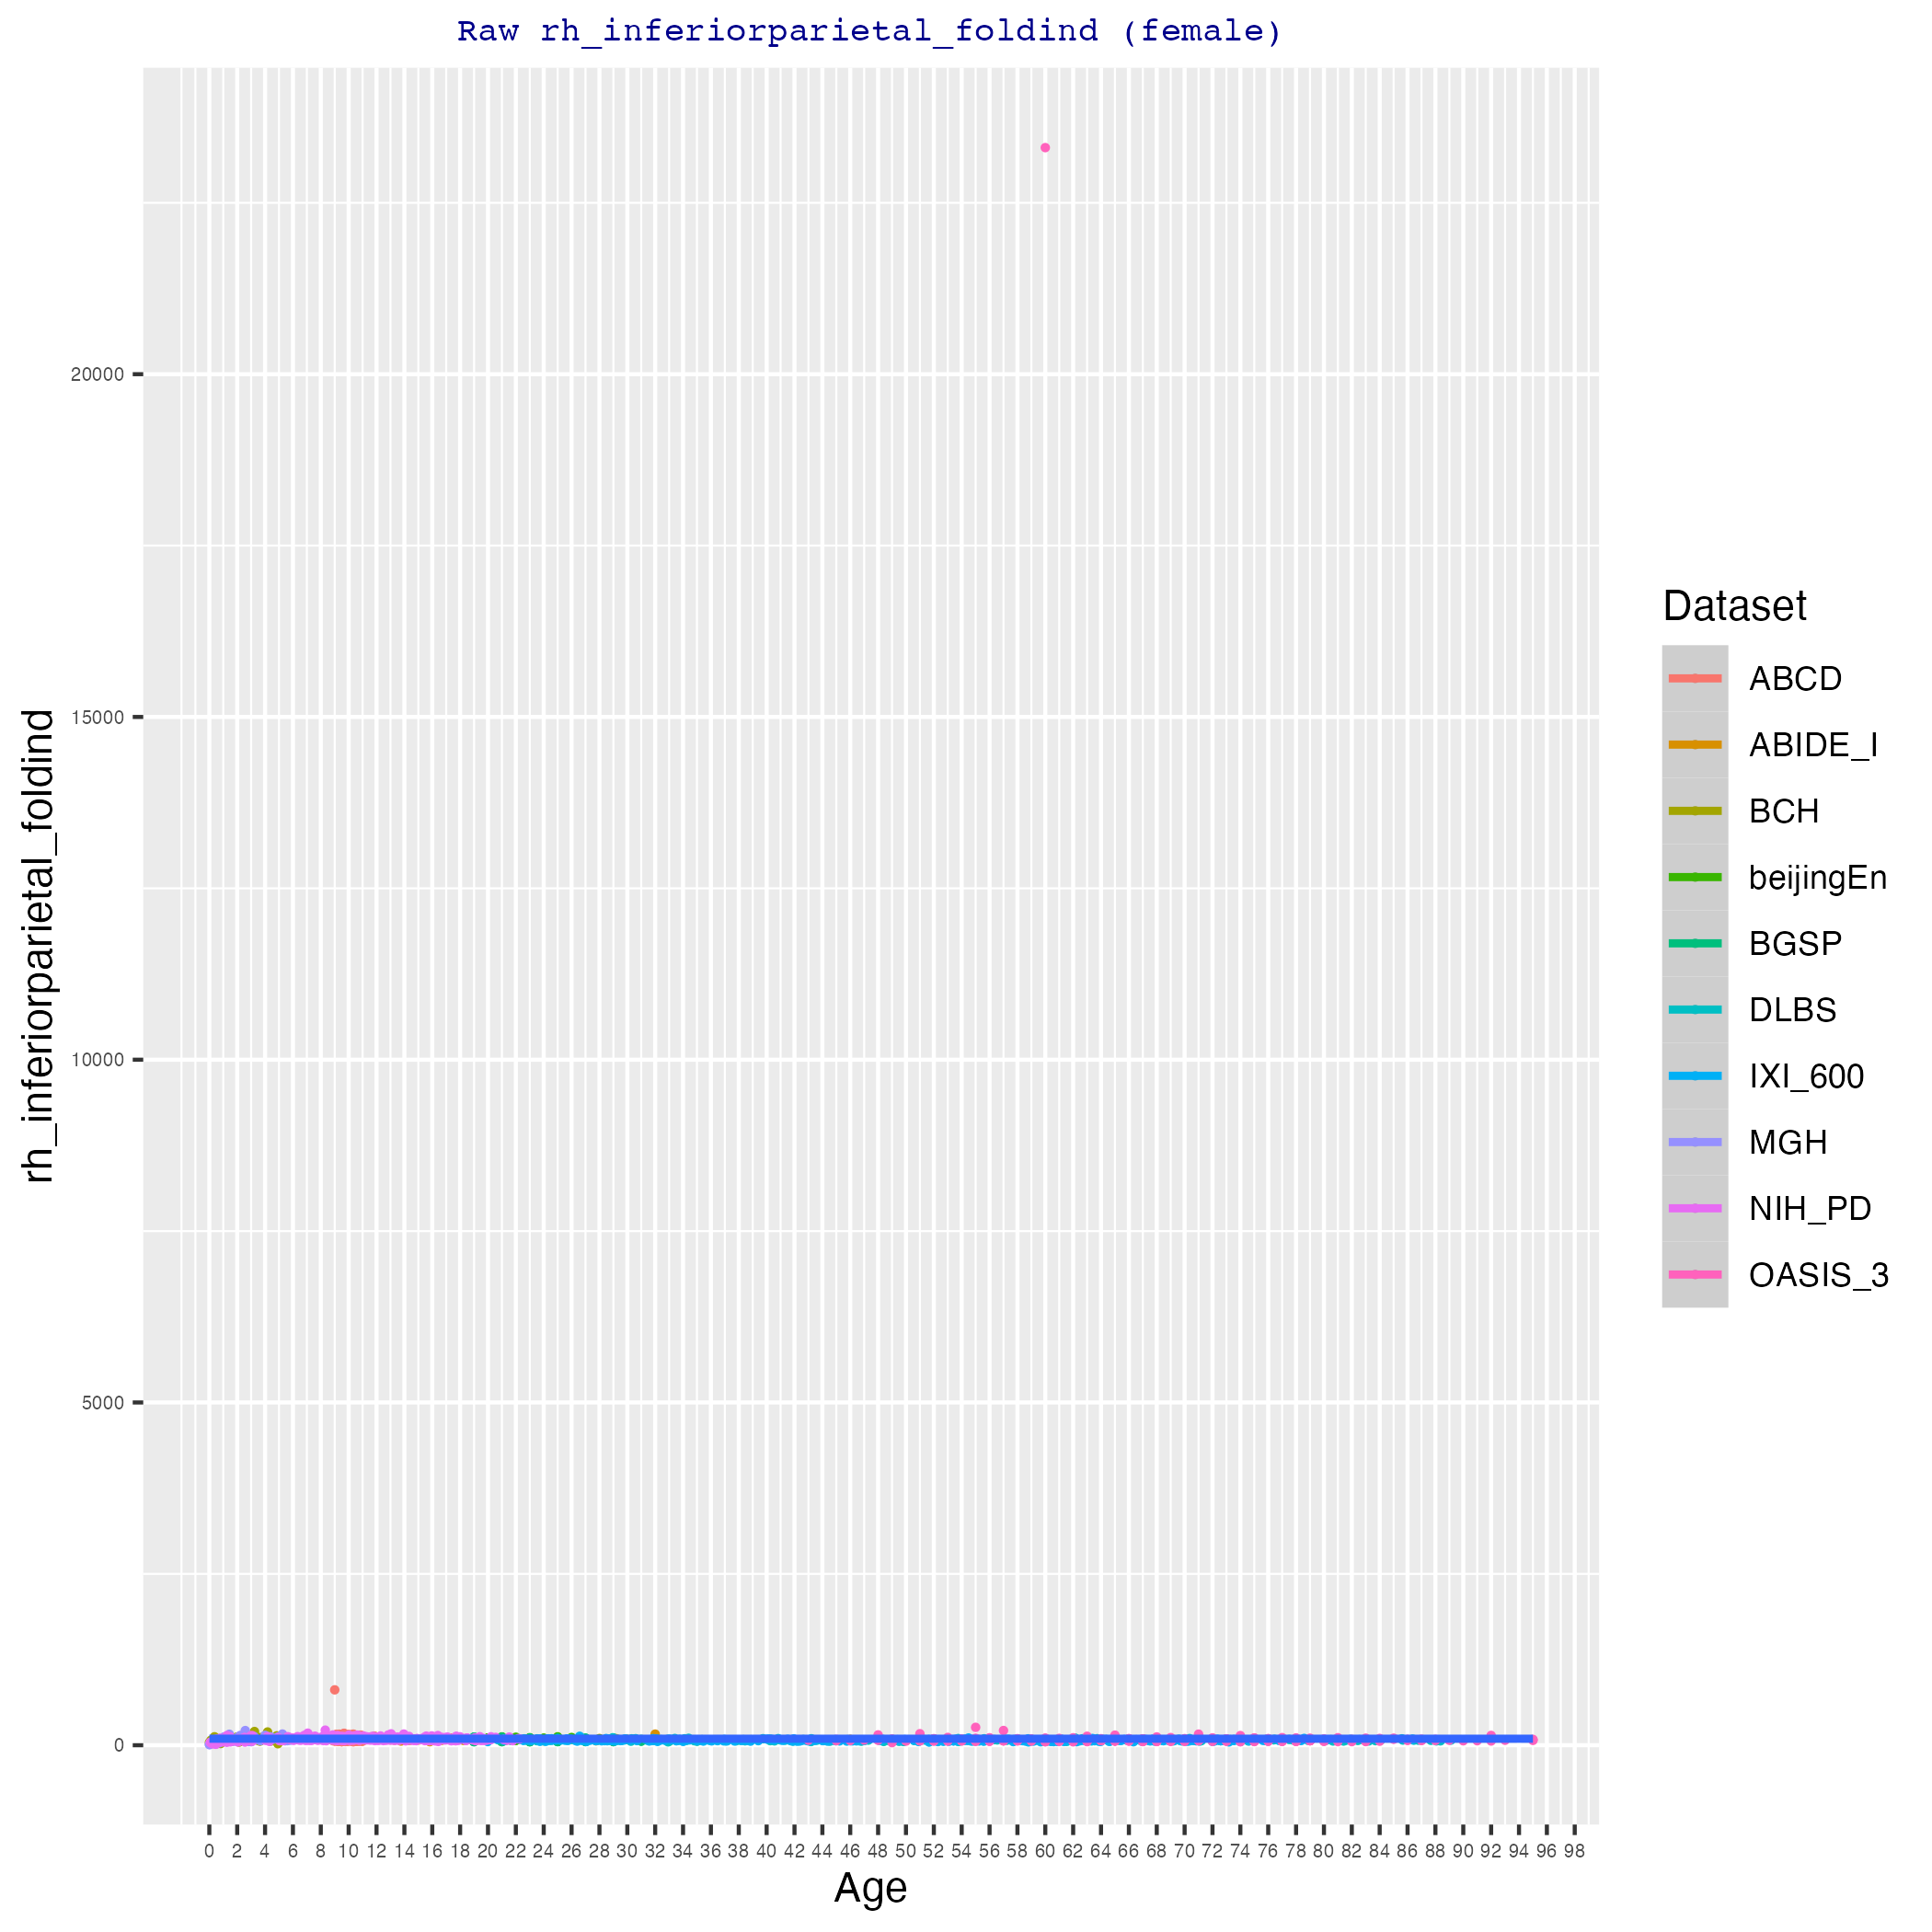 Raw rh_inferiorparietal_foldind (female)
rh_inferiorparietal_foldind
20000
15000
10000
5000
0
0 2 4 6 8 10 12 14 16 18 20 22 24 26 28 30 32 34 36 38 40 42 44 46 48 50 52 54 56 58 60 62 64 66 68 70 72 74 76 78 80 82 84 86 88 90 92 94 96 98
Age
Dataset
ABCD
ABIDE_I
BCH
beijingEn
BGSP
DLBS
IXI_600
MGH
NIH_PD
OASIS_3